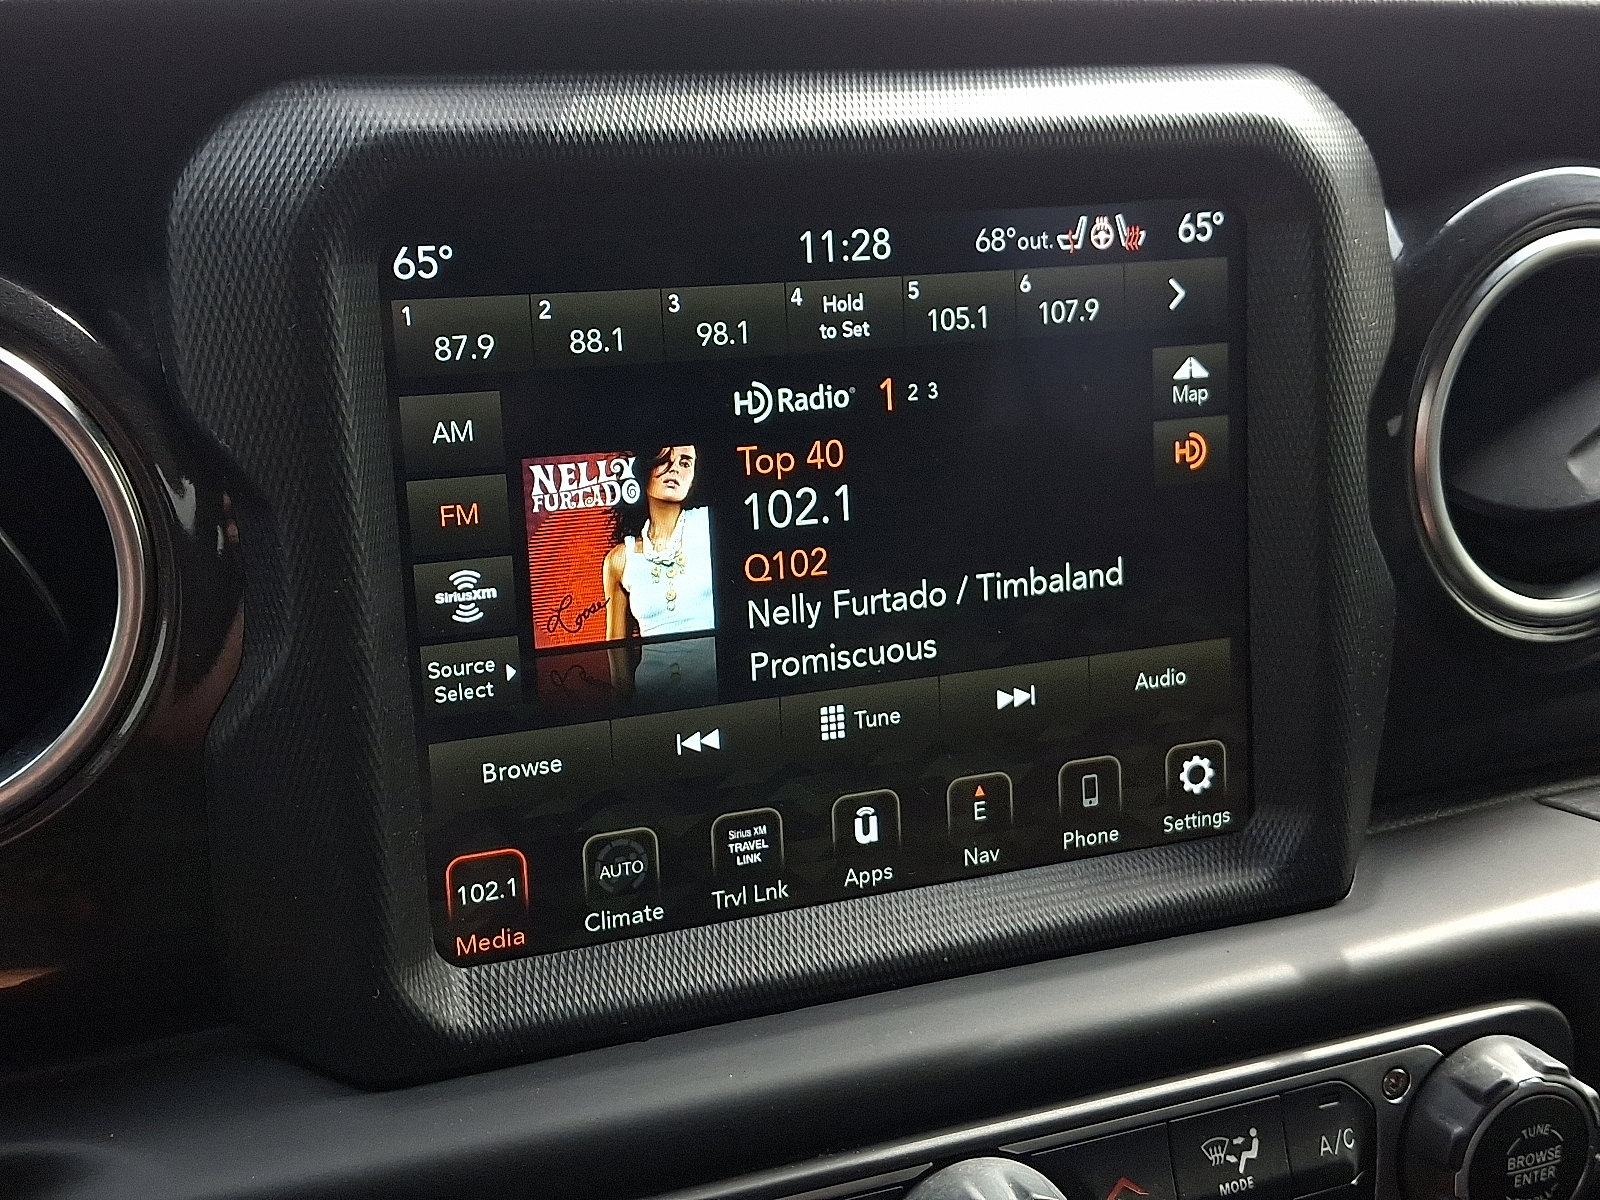 65°
11:28
68°out.
65°
1 87.9
2 88.1
3 98.1
4 Hold
to Set
5 105.1
6 107.9
HD Radio® 1 2 3
Map
AM
Top 40
HD
NELLY
FURTADO
Loose
102.1
FM
Q102
SiriusXM
Nelly Furtado / Timbaland
Promiscuous
Source
Select
Browse
Tune
Audio
102.1
Media
AUTO
Climate
Sirius XM
TRAVEL
LINK
Trvl Lnk
u
Apps
E
Nav
Phone
Settings
MODE
A/C
TUNE
BROWSE
ENTER